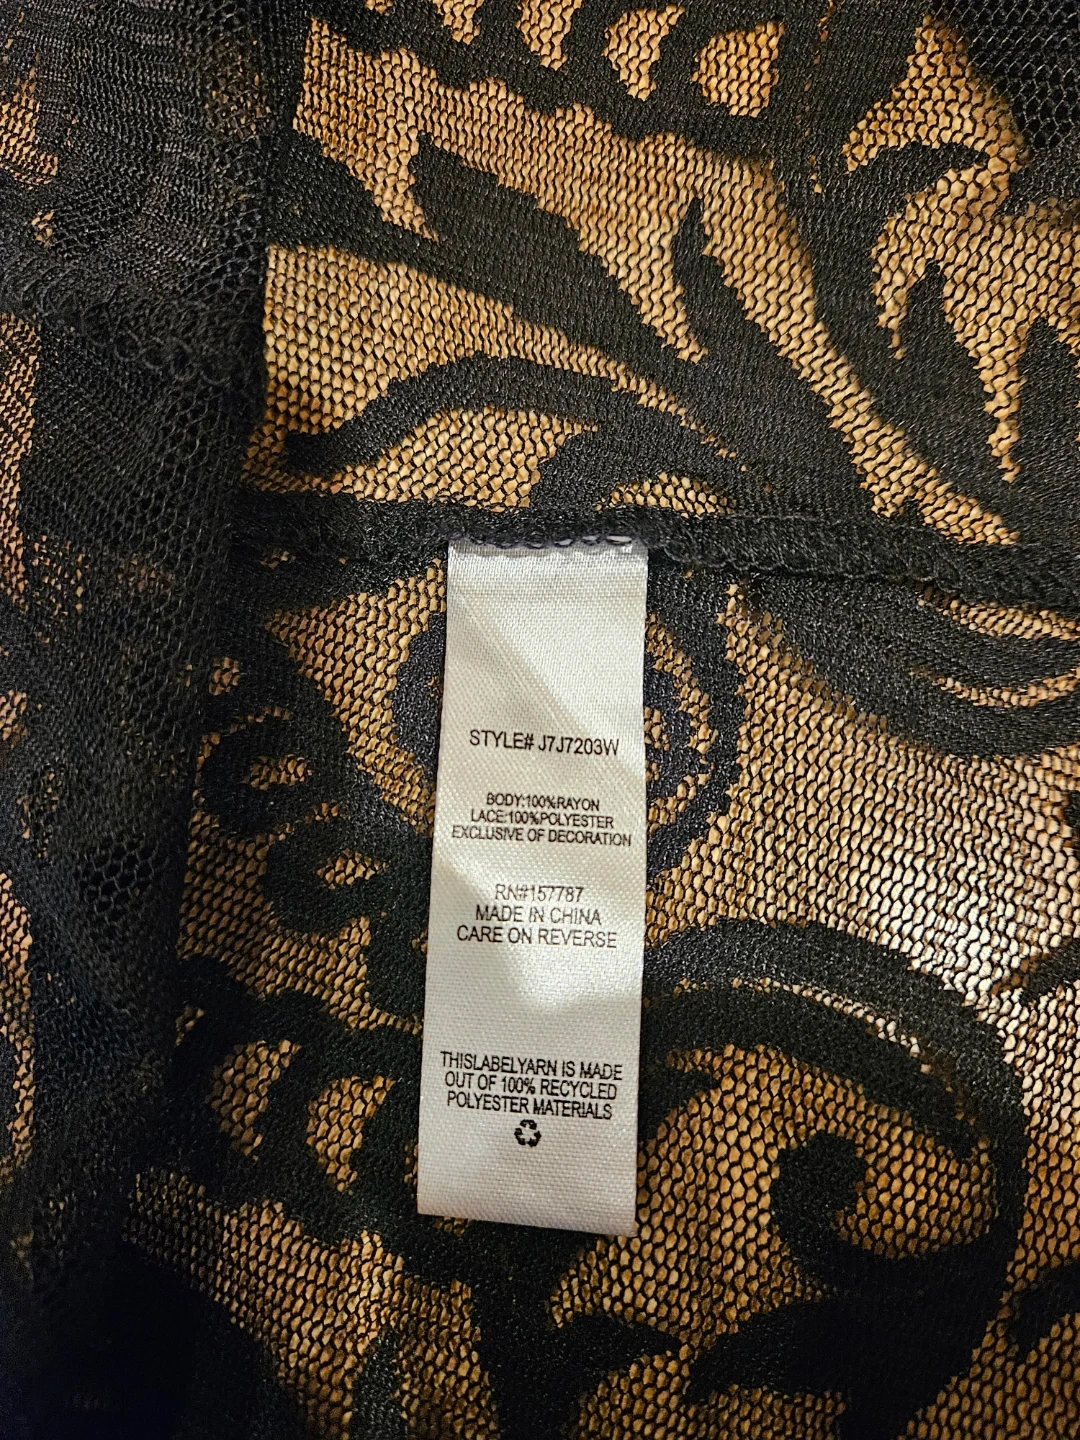 STYLE# J7J7203W
BODY:100%RAYON
LACE:100%POLYESTER
EXCLUSIVE OF DECORATION
RN#157787
MADE IN CHINA
CARE ON REVERSE
THISLABELYARN IS MADE
OUT OF 100% RECYCLED
POLYESTER MATERIALS